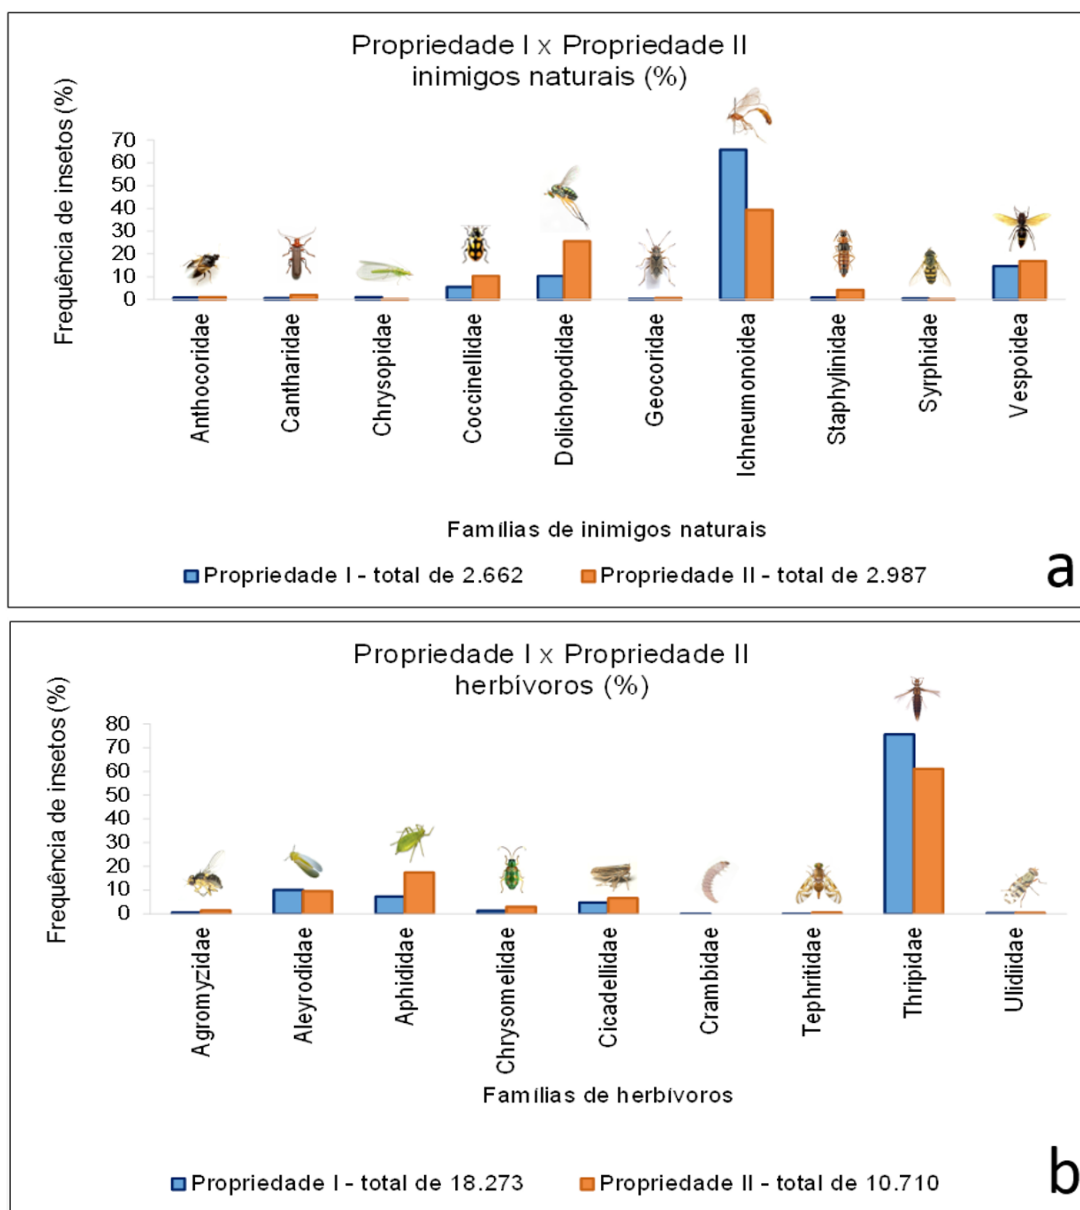 Propriedade I x Propriedade II
inimigos naturais (%)
Frequência de insetos (%)
70
60
50
40
30
20
10
0
Anthocoridae
Cantharidae
Chrysopidae
Coccinellidae
Dolichopodidae
Geocoridae
Ichneumonoidea
Staphylinidae
Syrphidae
Vespoidea
Famílias de inimigos naturais
Propriedade I - total de 2.662 Propriedade II - total de 2.987
a
Propriedade I x Propriedade II
herbívoros (%)
Frequência de insetos (%)
80
70
60
50
40
30
20
10
0
Agromyzidae
Aleyrodidae
Aphididae
Chrysomelidae
Cicadellidae
Crambidae
Tephritidae
Thripidae
Ulidiidae
Famílias de herbívoros
Propriedade I - total de 18.273 Propriedade II - total de 10.710
b